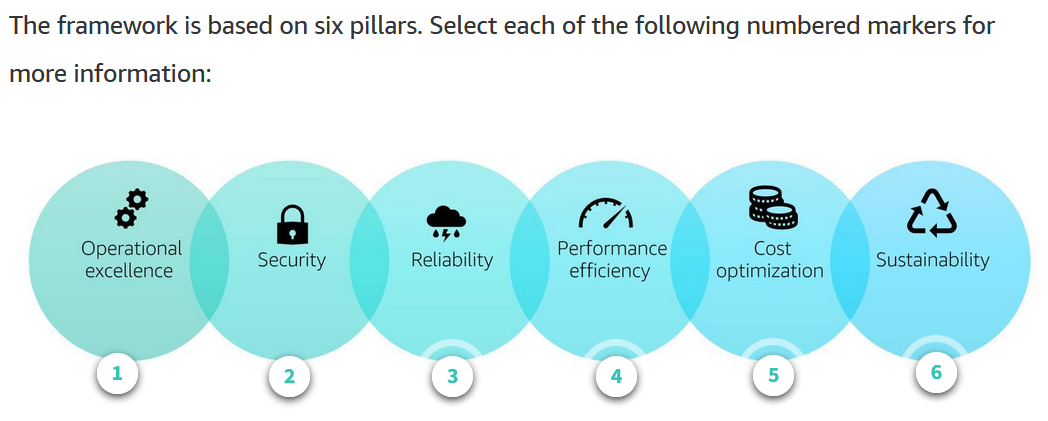 The framework is based on six pillars. Select each of the following numbered markers for
more information:
Operational
excellence
Security
Reliability
Performance
efficiency
Cost
optimization
Sustainability
1
2
3
4
5
6